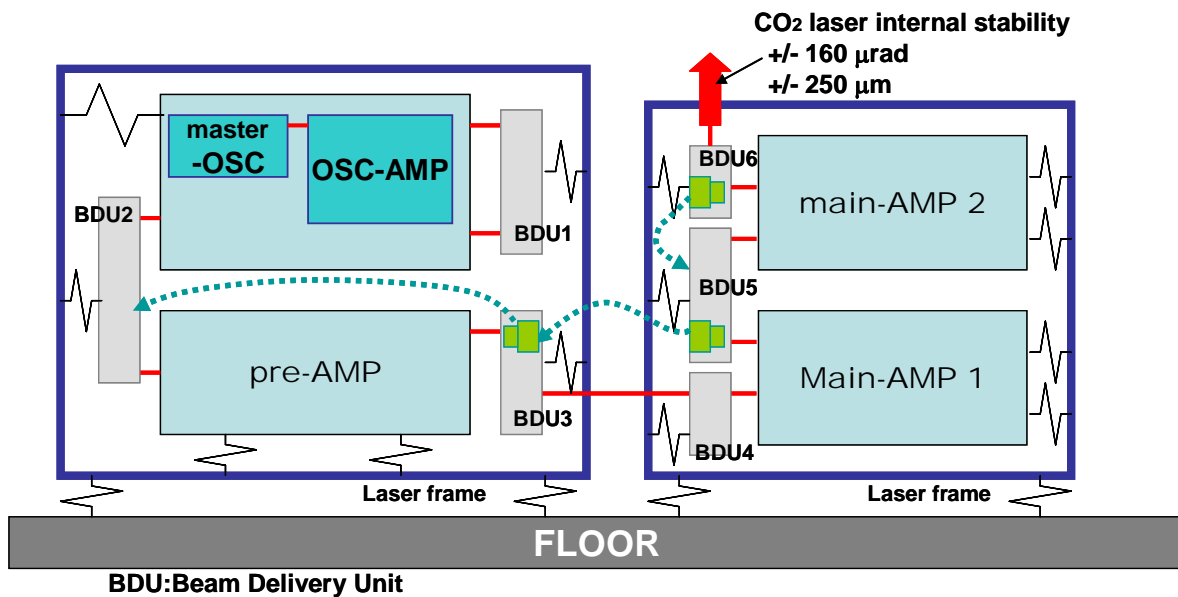 CO2 laser internal stability
+/- 160 μrad
+/- 250 μm
master
-OSC
OSC-AMP
BDU1
BDU2
pre-AMP
BDU3
Laser frame
BDU6
main-AMP 2
BDU5
Main-AMP 1
BDU4
Laser frame
FLOOR
BDU:Beam Delivery Unit